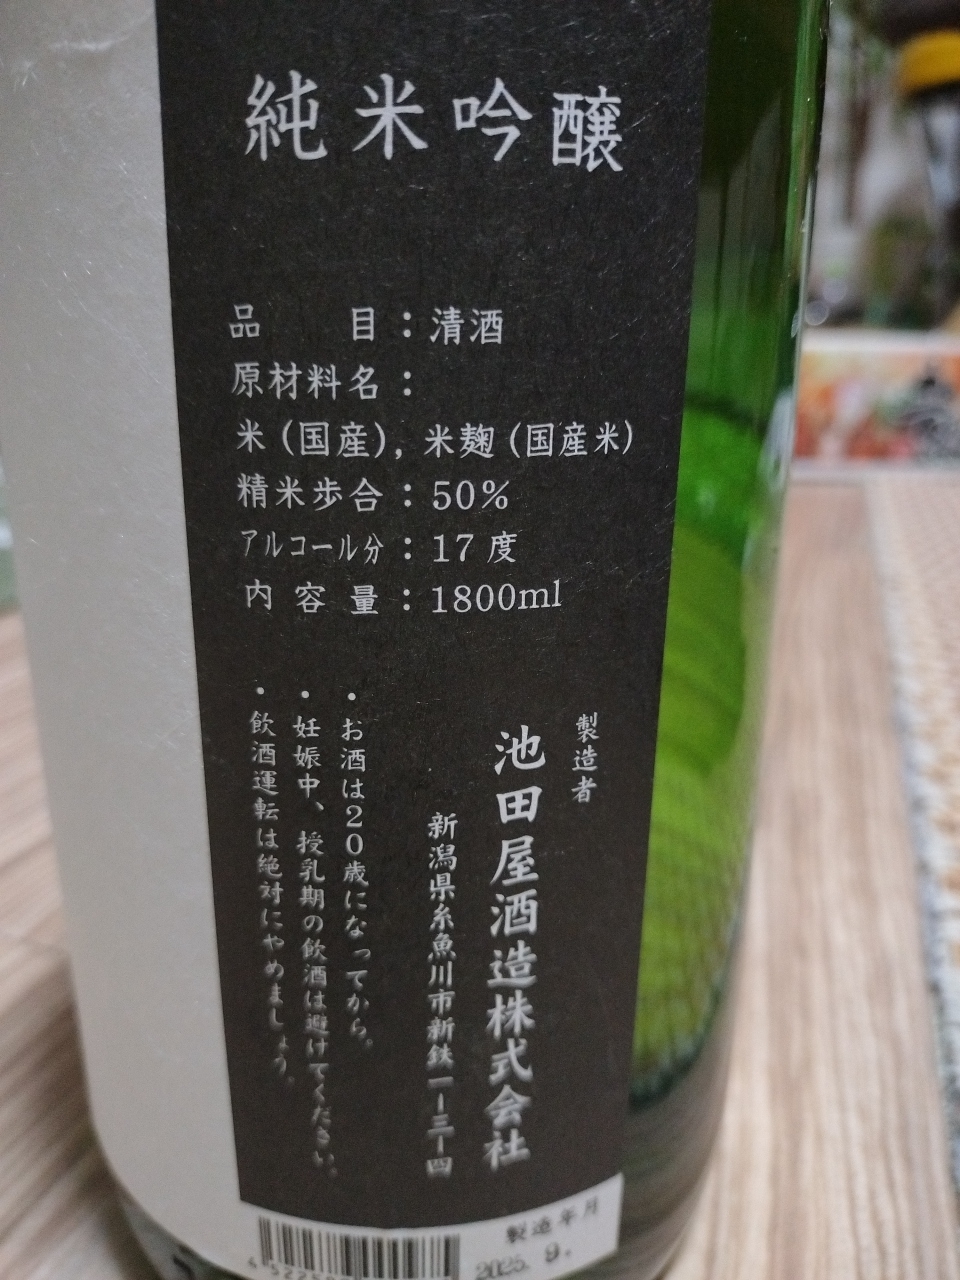 純米吟醸
品　　目：清酒
原材料名：
米(国産), 米麹(国産米)
精米歩合：50%
アルコール分：17度
内容量：1800ml
製造者
池田屋酒造株式会社
新潟県糸魚川市新鉄一ー三ー四
・お酒は20歳になってから。
・妊娠中、授乳期の飲酒は避けてください。
・飲酒運転は絶対にやめましょう。
製造年月
2025. 9.